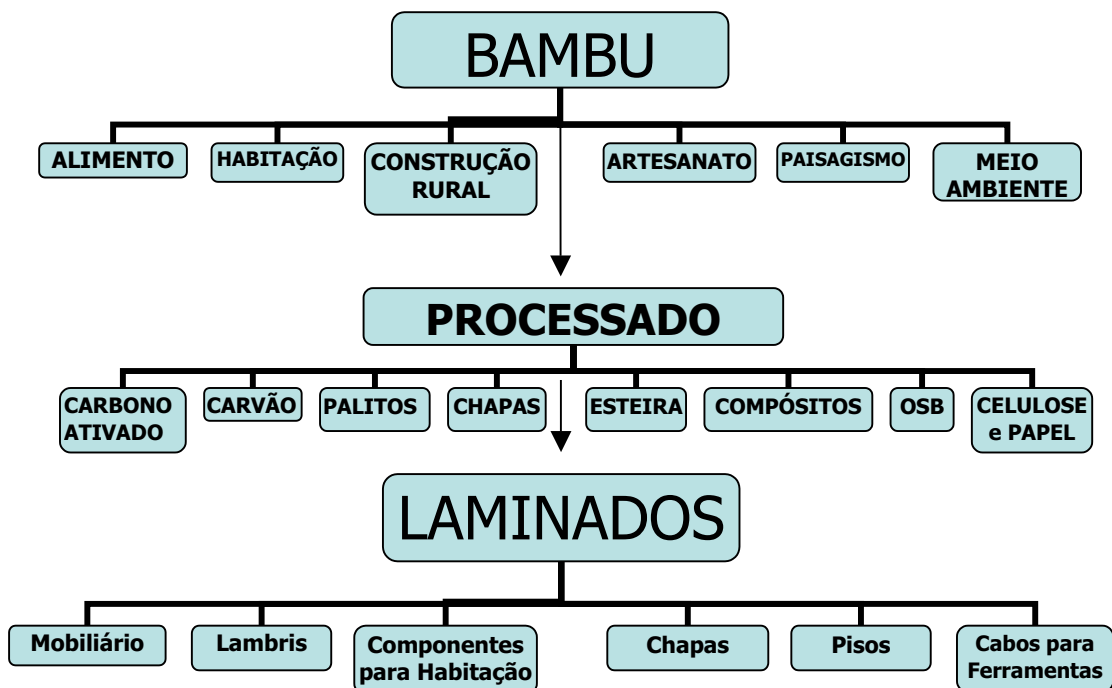 BAMBU
ALIMENTO
HABITAÇÃO
CONSTRUÇÃO
RURAL
ARTESANATO
PAISAGISMO
MEIO
AMBIENTE
PROCESSADO
CARBONO
ATIVADO
CARVÃO
PALITOS
CHAPAS
ESTEIRA
COMPÓSITOS
OSB
CELULOSE
e PAPEL
LAMINADOS
Mobiliário
Lambris
Componentes
para Habitação
Chapas
Pisos
Cabos para
Ferramentas